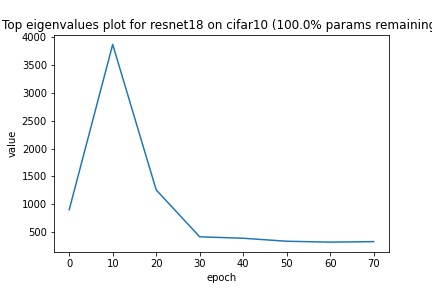 Top eigenvalues plot for resnet18 on cifar10 (100.0% params remaining
4000
3500
3000
2500
2000
1500
1000
500
value
0 10 20 30 40 50 60 70
epoch